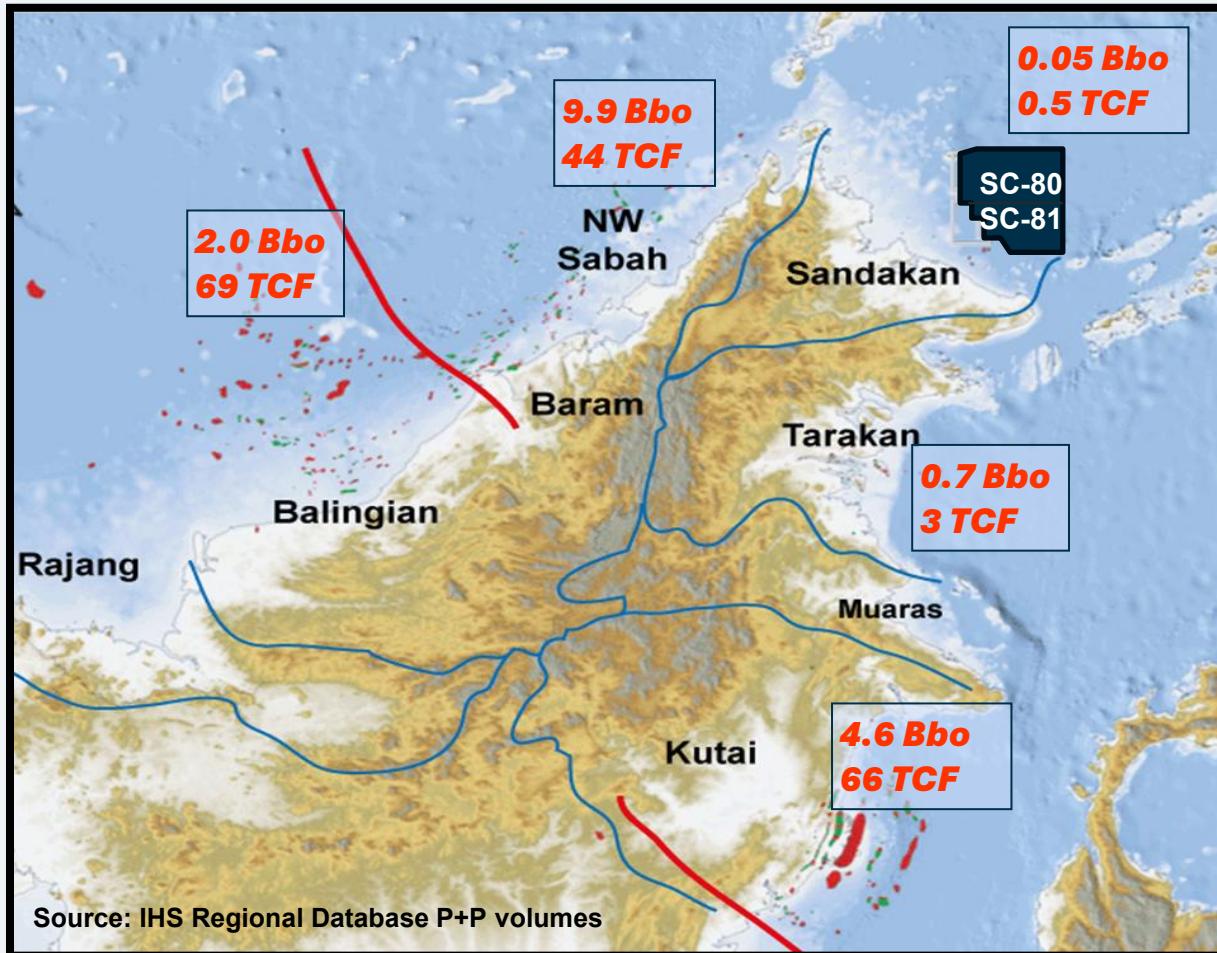 0.05 Bbo
0.5 TCF
9.9 Bbo
44 TCF
SC-80
SC-81
2.0 Bbo
69 TCF
NW
Sabah
Sandakan
Baram
Tarakan
0.7 Bbo
3 TCF
Balingian
Rajang
Muaras
4.6 Bbo
66 TCF
Kutai
Source: IHS Regional Database P+P volumes